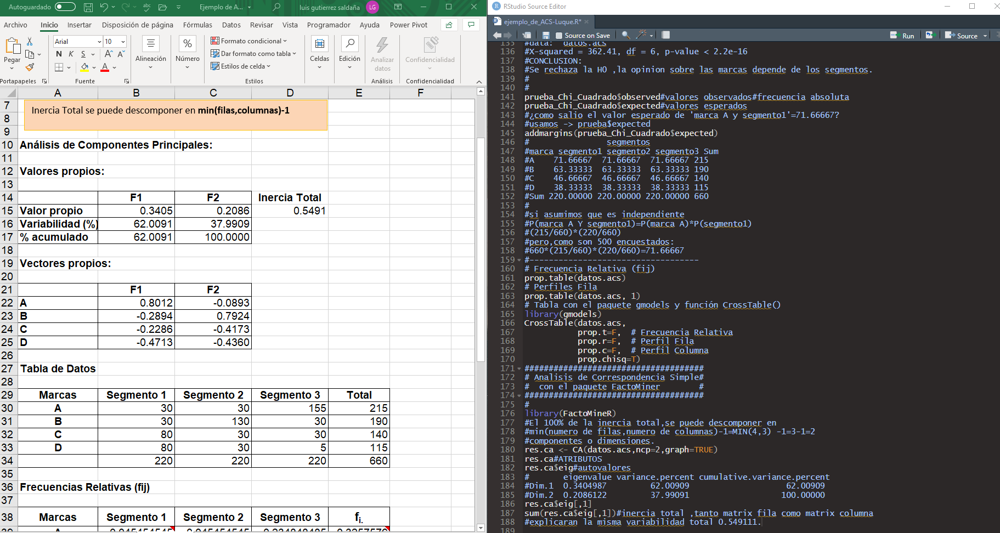 Autoguardado
Ejemplo de A...
luis gutierrez saldaña
LG
Archivo Inicio Insertar Disposición de página Fórmulas Datos Revisar Vista Programador Ayuda Power Pivot
Pegar
Arial 10
N K S
Alineación
Número
Formato condicional
Dar formato como tabla
Estilos de celda
Celdas
Edición
Analizar datos
Confidencialidad
Portapapeles Fuente Estilos Análisis Confidencialidad
A B C D E F
7
Inercia Total se puede descomponer en min(filas,columnas)-1
8
9
10 Análisis de Componentes Principales:
11
12 Valores propios:
13
14 F1 F2 Inercia Total
15 Valor propio 0.3405 0.2086 0.5491
16 Variabilidad (%) 62.0091 37.9909
17 % acumulado 62.0091 100.0000
18
19 Vectores propios:
20
21 F1 F2
22 A 0.8012 -0.0893
23 B -0.2894 0.7924
24 C -0.2286 -0.4173
25 D -0.4713 -0.4360
26
27 Tabla de Datos
28
29 Marcas Segmento 1 Segmento 2 Segmento 3 Total
30 A 30 30 155 215
31 B 30 130 30 190
32 C 80 30 30 140
33 D 80 30 5 115
34 220 220 220 660
35
36 Frecuencias Relativas (fij)
37
38 Marcas Segmento 1 Segmento 2 Segmento 3 fi.
39 A 0.045454545 0.045454545 0.234848485 0.3257576
RStudio Source Editor
ejemplo_de_ACS-Luque.R*
Source on Save
Run
Source
135 #data: datos.acs
136 #X-squared = 362.41, df = 6, p-value < 2.2e-16
137 #CONCLUSION:
138 #Se rechaza la H0 ,la opinion sobre las marcas depende de los segmentos.
139 #
140 #
141 prueba_Chi_Cuadrado$observed#valores observados#frecuencia absoluta
142 prueba_Chi_Cuadrado$expected#valores esperados
143 #¿como salio el valor esperado de 'marca A y segmento1'=71.66667?
144 #usamos -> prueba$expected
145 addmargins(prueba_Chi_Cuadrado$expected)
146 # segmentos
147 #marca segmento1 segmento2 segmento3 Sum
148 #A 71.66667 71.66667 71.66667 215
149 #B 63.33333 63.33333 63.33333 190
150 #C 46.66667 46.66667 46.66667 140
151 #D 38.33333 38.33333 38.33333 115
152 #Sum 220.00000 220.00000 220.00000 660
153 #
154 #si asumimos que es independiente
155 #P(marca A Y segmento1)=P(marca A)*P(segmento1)
156 #(215/660)*(220/660)
157 #pero,como son 500 encuestados:
158 #660*(215/660)*(220/660)=71.66667
159 #-----------------------------------
160 # Frecuencia Relativa (fij)
161 prop.table(datos.acs)
162 # Perfiles Fila
163 prop.table(datos.acs, 1)
164 # Tabla con el paquete gmodels y función CrossTable()
165 library(gmodels)
166 CrossTable(datos.acs,
167 prop.t=F, # Frecuencia Relativa
168 prop.r=F, # Perfil Fila
169 prop.c=F, # Perfil Columna
170 prop.chisq=T)
171 #####################################
172 # Analisis de Correspondencia Simple#
173 # con el paquete FactoMiner #
174 #####################################
175 #
176 library(FactoMineR)
177 #El 100% de la inercia total,se puede descomponer en
178 #min(numero de filas,numero de columnas)-1=MIN(4,3) -1=3-1=2
179 #componentes o dimensiones.
180 res.ca <- CA(datos.acs,ncp=2,graph=TRUE)
181 res.ca#ATRIBUTOS
182 res.ca$eig#autovalores
183 # eigenvalue variance.percent cumulative.variance.percent
184 #Dim.1 0.3404987 62.00909 62.00909
185 #Dim.2 0.2086122 37.99091 100.00000
186 res.ca$eig[,1]
187 sum(res.ca$eig[,1])#inercia total ,tanto matrix fila como matrix columna
188 #explicaran la misma variabilidad total 0.549111.
189